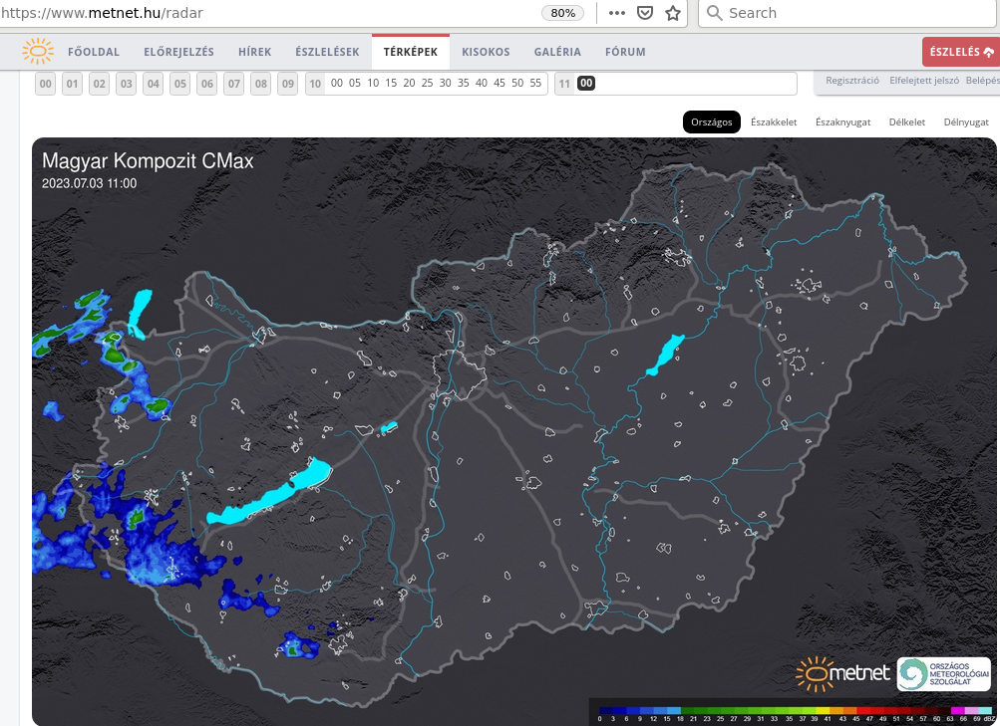 https://www.metnet.hu/radar
80%
Search
FŐOLDAL ELŐREJELZÉS HÍREK ÉSZLELÉSEK TÉRKÉPEK KISOKOS GALÉRIA FÓRUM ÉSZLELÉS
00 01 02 03 04 05 06 07 08 09 10 00 05 10 15 20 25 30 35 40 45 50 55 11 00
Regisztráció Elfelejtett jelszó Belépés
Országos Északkelet Északnyugat Délkelet Délnyugat
Magyar Kompozit CMax
2023.07.03 11:00
metnet
ORSZÁGOS
METEOROLÓGIAI
SZOLGÁLAT
0 3 6 9 12 15 18 21 23 25 27 29 31 33 35 37 39 41 43 45 47 49 51 54 57 60 63 66 69 dBZ